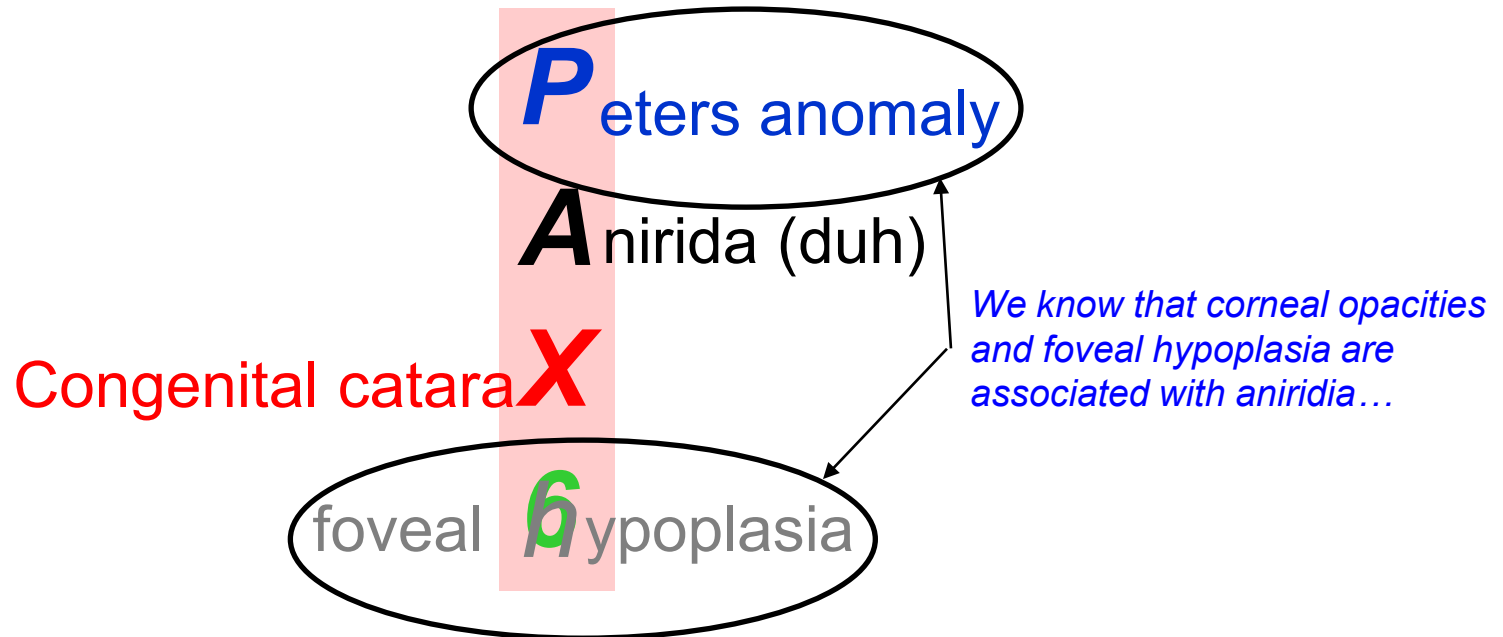 Peters anomaly
Anirida (duh)
We know that corneal opacities
and foveal hypoplasia are
associated with aniridia…
Congenital cataraX
foveal 6hypoplasia